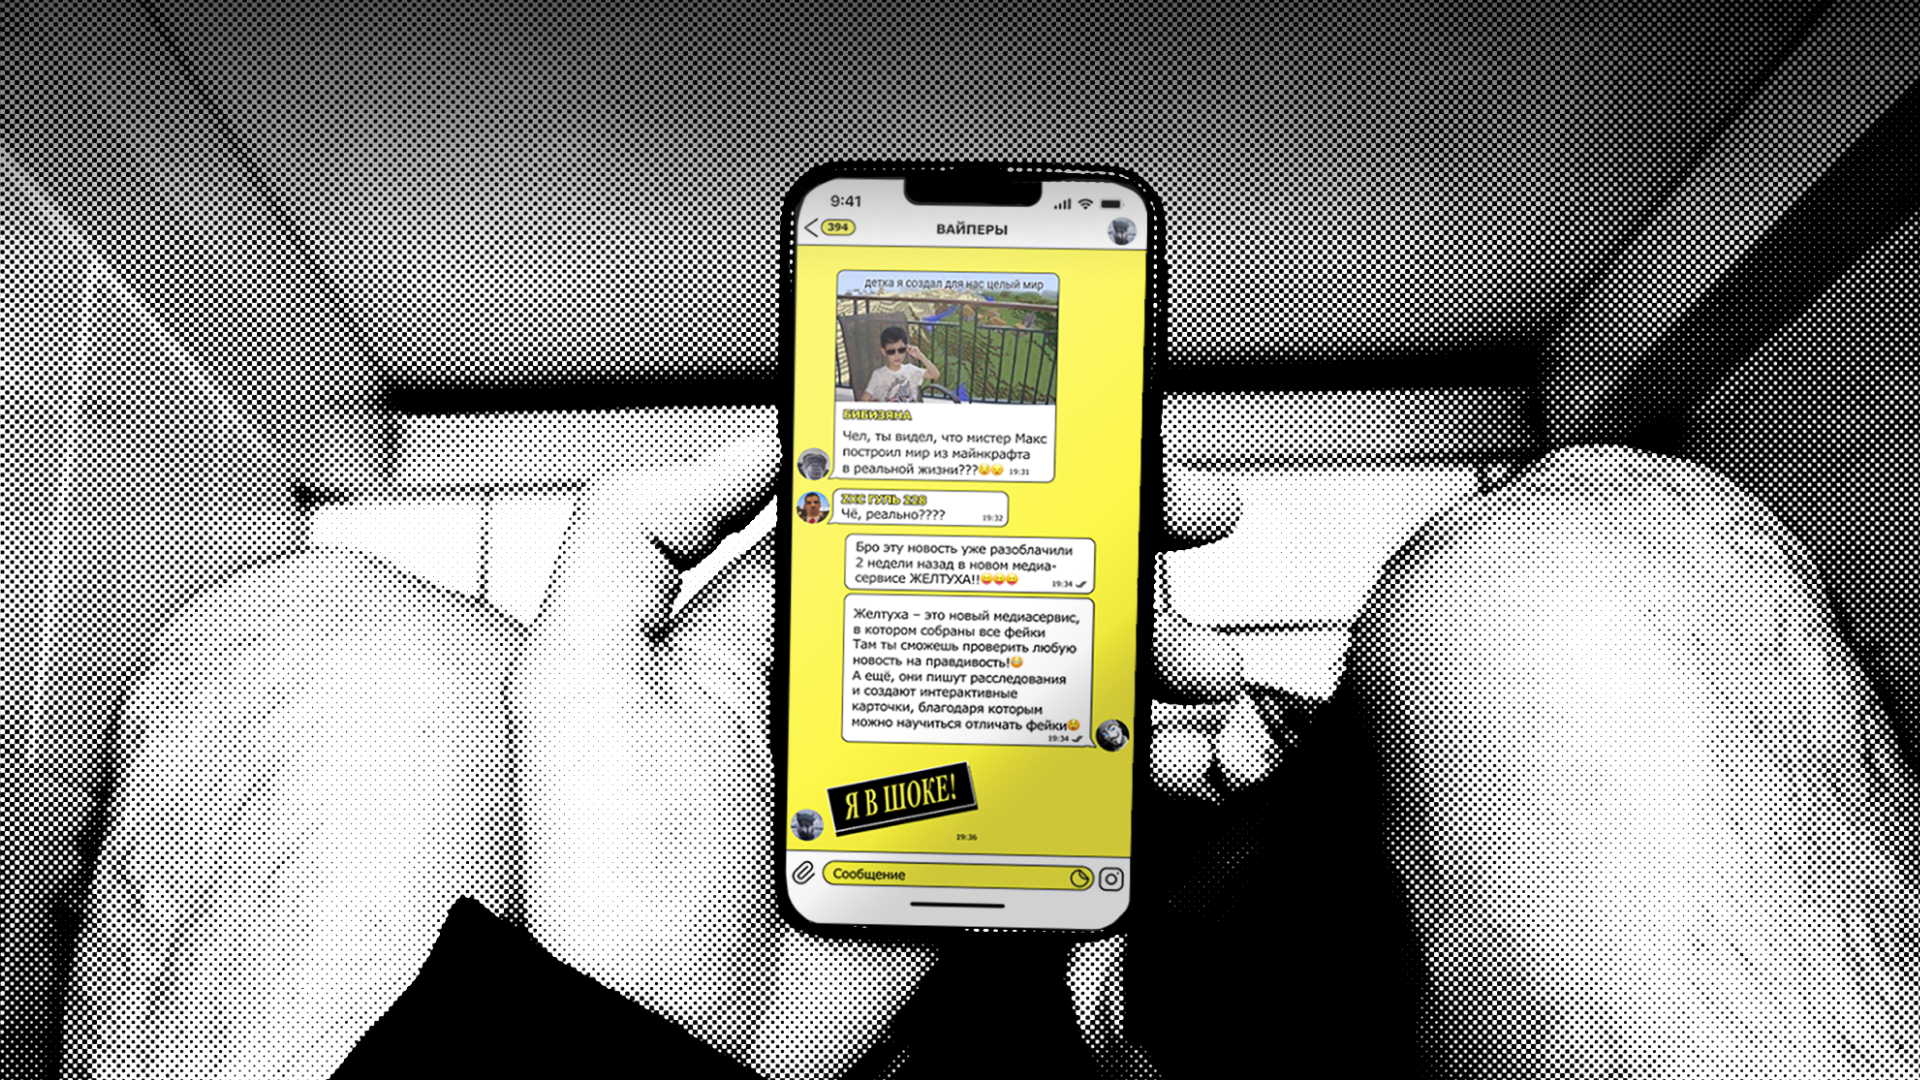 9:41
394
ВАЙПЕРЫ
детка я создал для нас целый мир
БИБИЗЯНА
Чел, ты видел, что мистер Макс
построил мир из майнкрафта
в реальной жизни???😔😔 19:31
ZXC ГУЛЬ 228
Чё, реально????
19:32
Бро эту новость уже разоблачили
2 недели назад в новом медиа-
сервисе ЖЕЛТУХА!!😛😛😛
19:34
Желтуха – это новый медиасервис,
в котором собраны все фейки
Там ты сможешь проверить любую
новость на правдивость!😳
А ещё, они пишут расследования
и создают интерактивные
карточки, благодаря которым
можно научиться отличать фейки😉
19:34
Я В ШОКЕ!
19:36
Сообщение